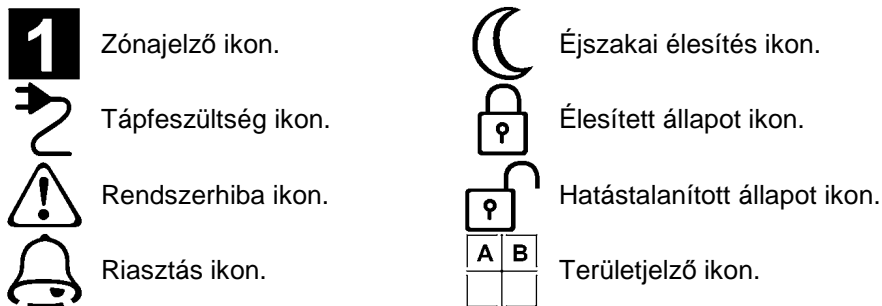 1 Zónajelző ikon.
Tápfeszültség ikon.
Rendszerhiba ikon.
Riasztás ikon.
Éjszakai élesítés ikon.
Élesített állapot ikon.
Hatástalanított állapot ikon.
A B
Területjelző ikon.